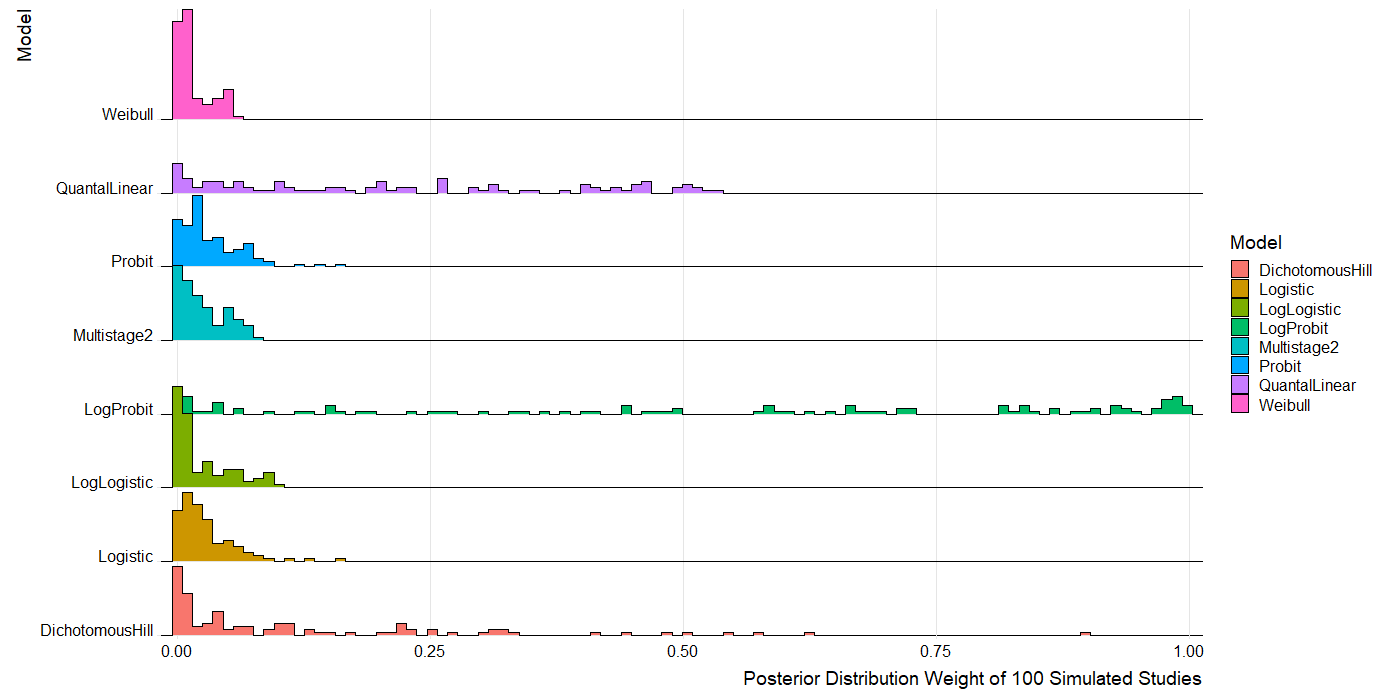 Model
Weibull
QuantalLinear
Probit
Multistage2
LogProbit
LogLogistic
Logistic
DichotomousHill
0.00 0.25 0.50 0.75 1.00
Posterior Distribution Weight of 100 Simulated Studies
Model
DichotomousHill
Logistic
LogLogistic
LogProbit
Multistage2
Probit
QuantalLinear
Weibull